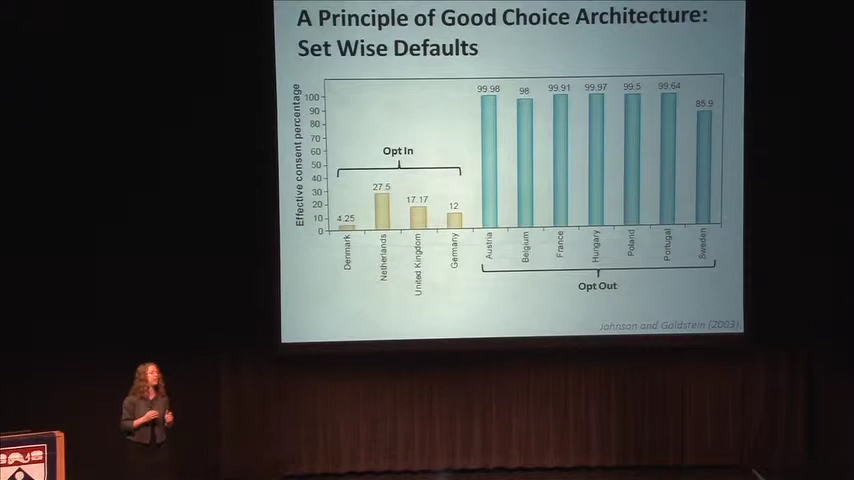 A Principle of Good Choice Architecture:
Set Wise Defaults
Effective consent percentage
100
90
80
70
60
50
40
30
20
10
0
Opt In
4.25
27.5
17.17
12
99.98
98
99.91
99.97
99.5
99.64
85.9
Denmark
Netherlands
United Kingdom
Germany
Austria
Belgium
France
Hungary
Poland
Portugal
Sweden
Opt Out
Johnson and Goldstein (2003)